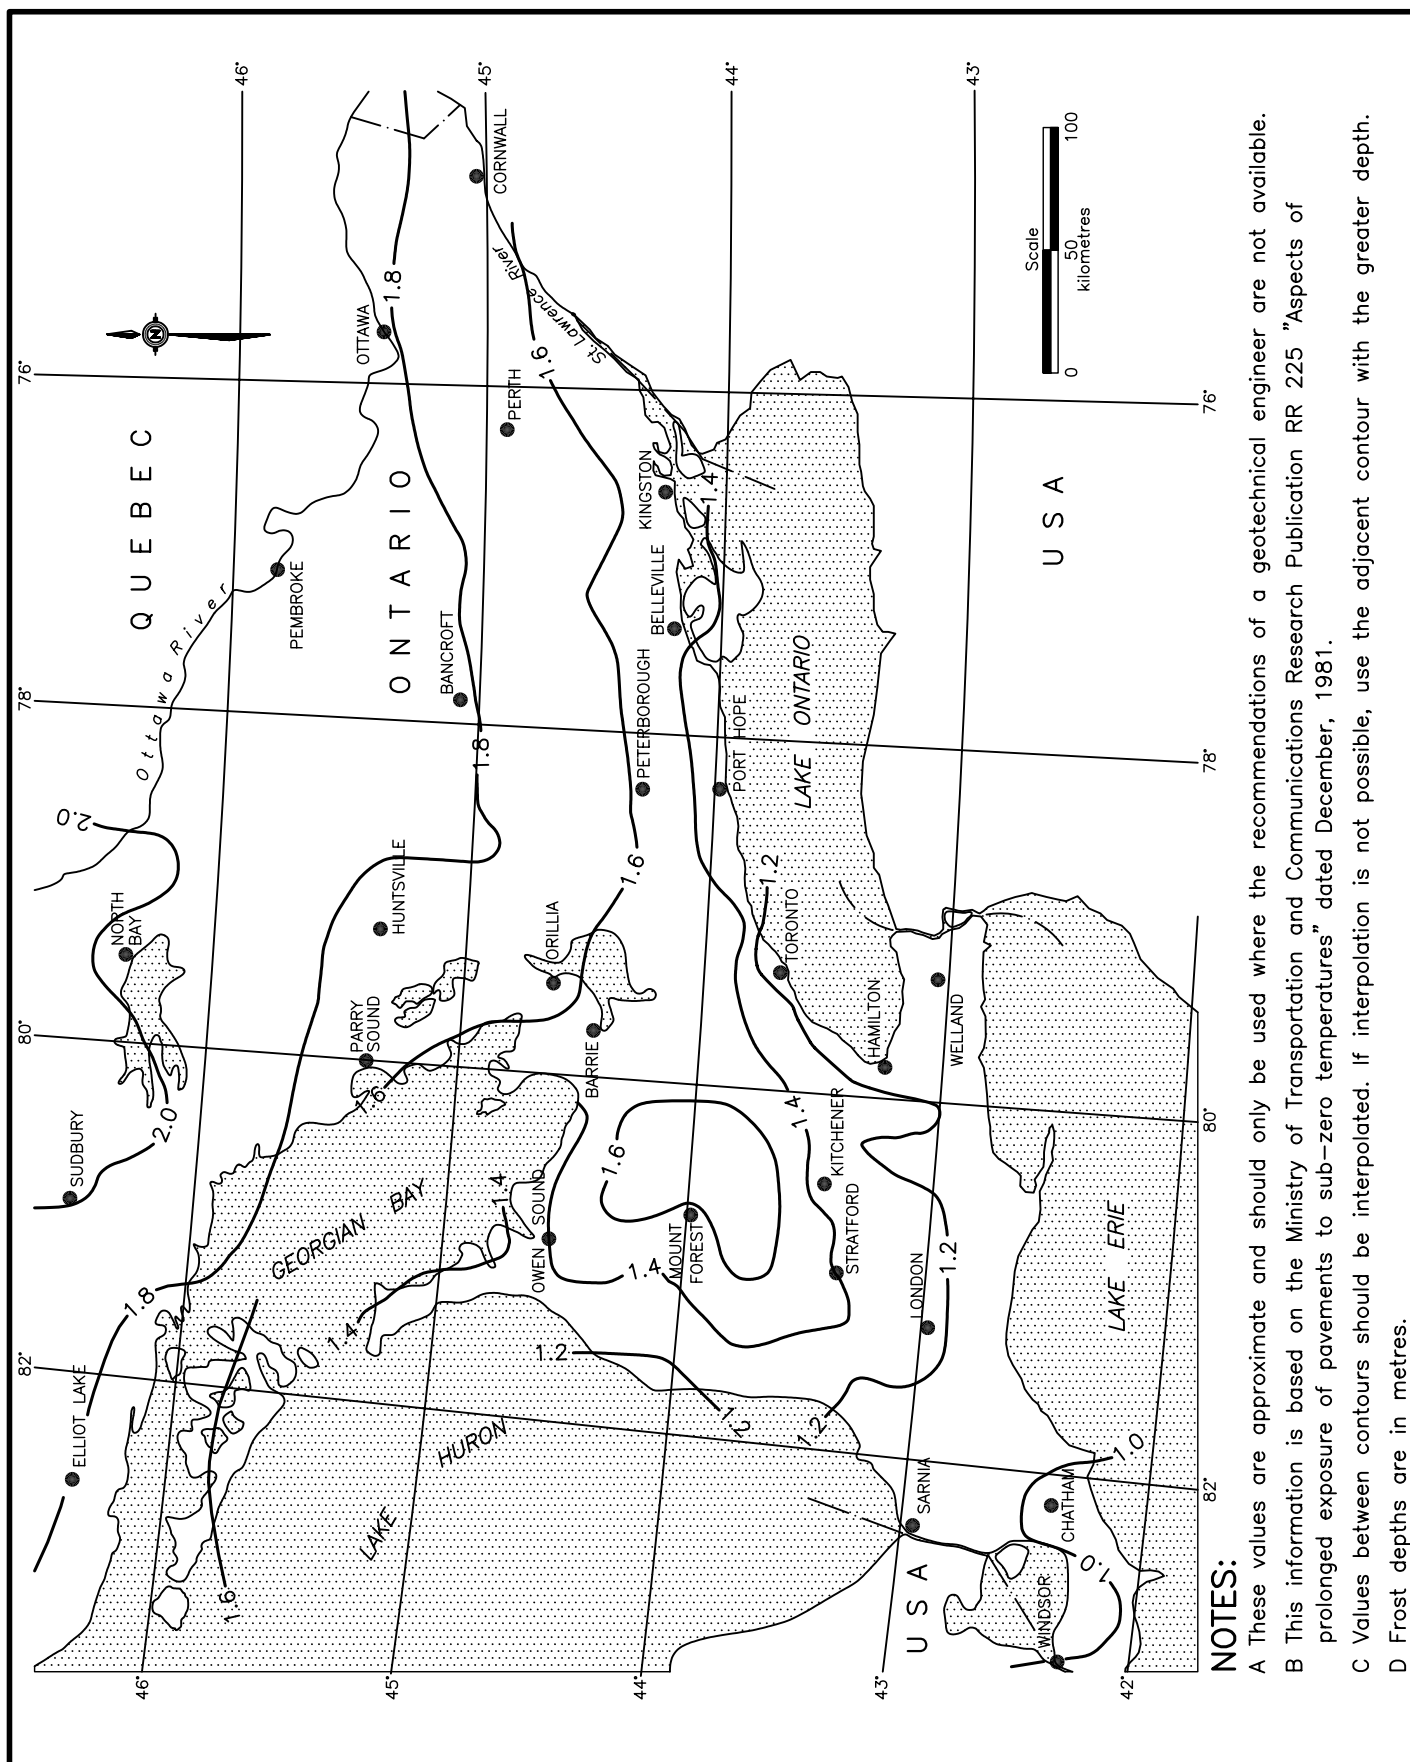 46°
45°
44°
43°
76°
78°
80°
82°
QUEBEC
ONTARIO
USA
USA
N
Ottawa River
St. Lawrence River
LAKE ONTARIO
LAKE ERIE
LAKE HURON
GEORGIAN BAY
CORNWALL
OTTAWA
PERTH
PEMBROKE
KINGSTON
BELLEVILLE
BANCROFT
PETERBOROUGH
PORT HOPE
HUNTSVILLE
NORTH
BAY
ORILLIA
TORONTO
PARRY
SOUND
BARRIE
HAMILTON
WELLAND
SUDBURY
KITCHENER
OWEN SOUND
MOUNT
FOREST
STRATFORD
LONDON
ELLIOT LAKE
SARNIA
CHATHAM
WINDSOR
1.8
1.6
1.4
1.8
2.0
1.6
1.2
2.0
1.6
1.4
1.6
1.4
1.4
1.2
1.8
1.4
1.2
1.2
1.2
1.0
1.0
1.6
76°
78°
80°
82°
46°
45°
44°
43°
42°
Scale
0 50 100
kilometres
NOTES:
A These values are approximate and should only be used where the recommendations of a geotechnical engineer are not available.
B This information is based on the Ministry of Transportation and Communications Research Publication RR 225 "Aspects of
prolonged exposure of pavements to sub-zero temperatures" dated December, 1981.
C Values between contours should be interpolated. If interpolation is not possible, use the adjacent contour with the greater depth.
D Frost depths are in metres.